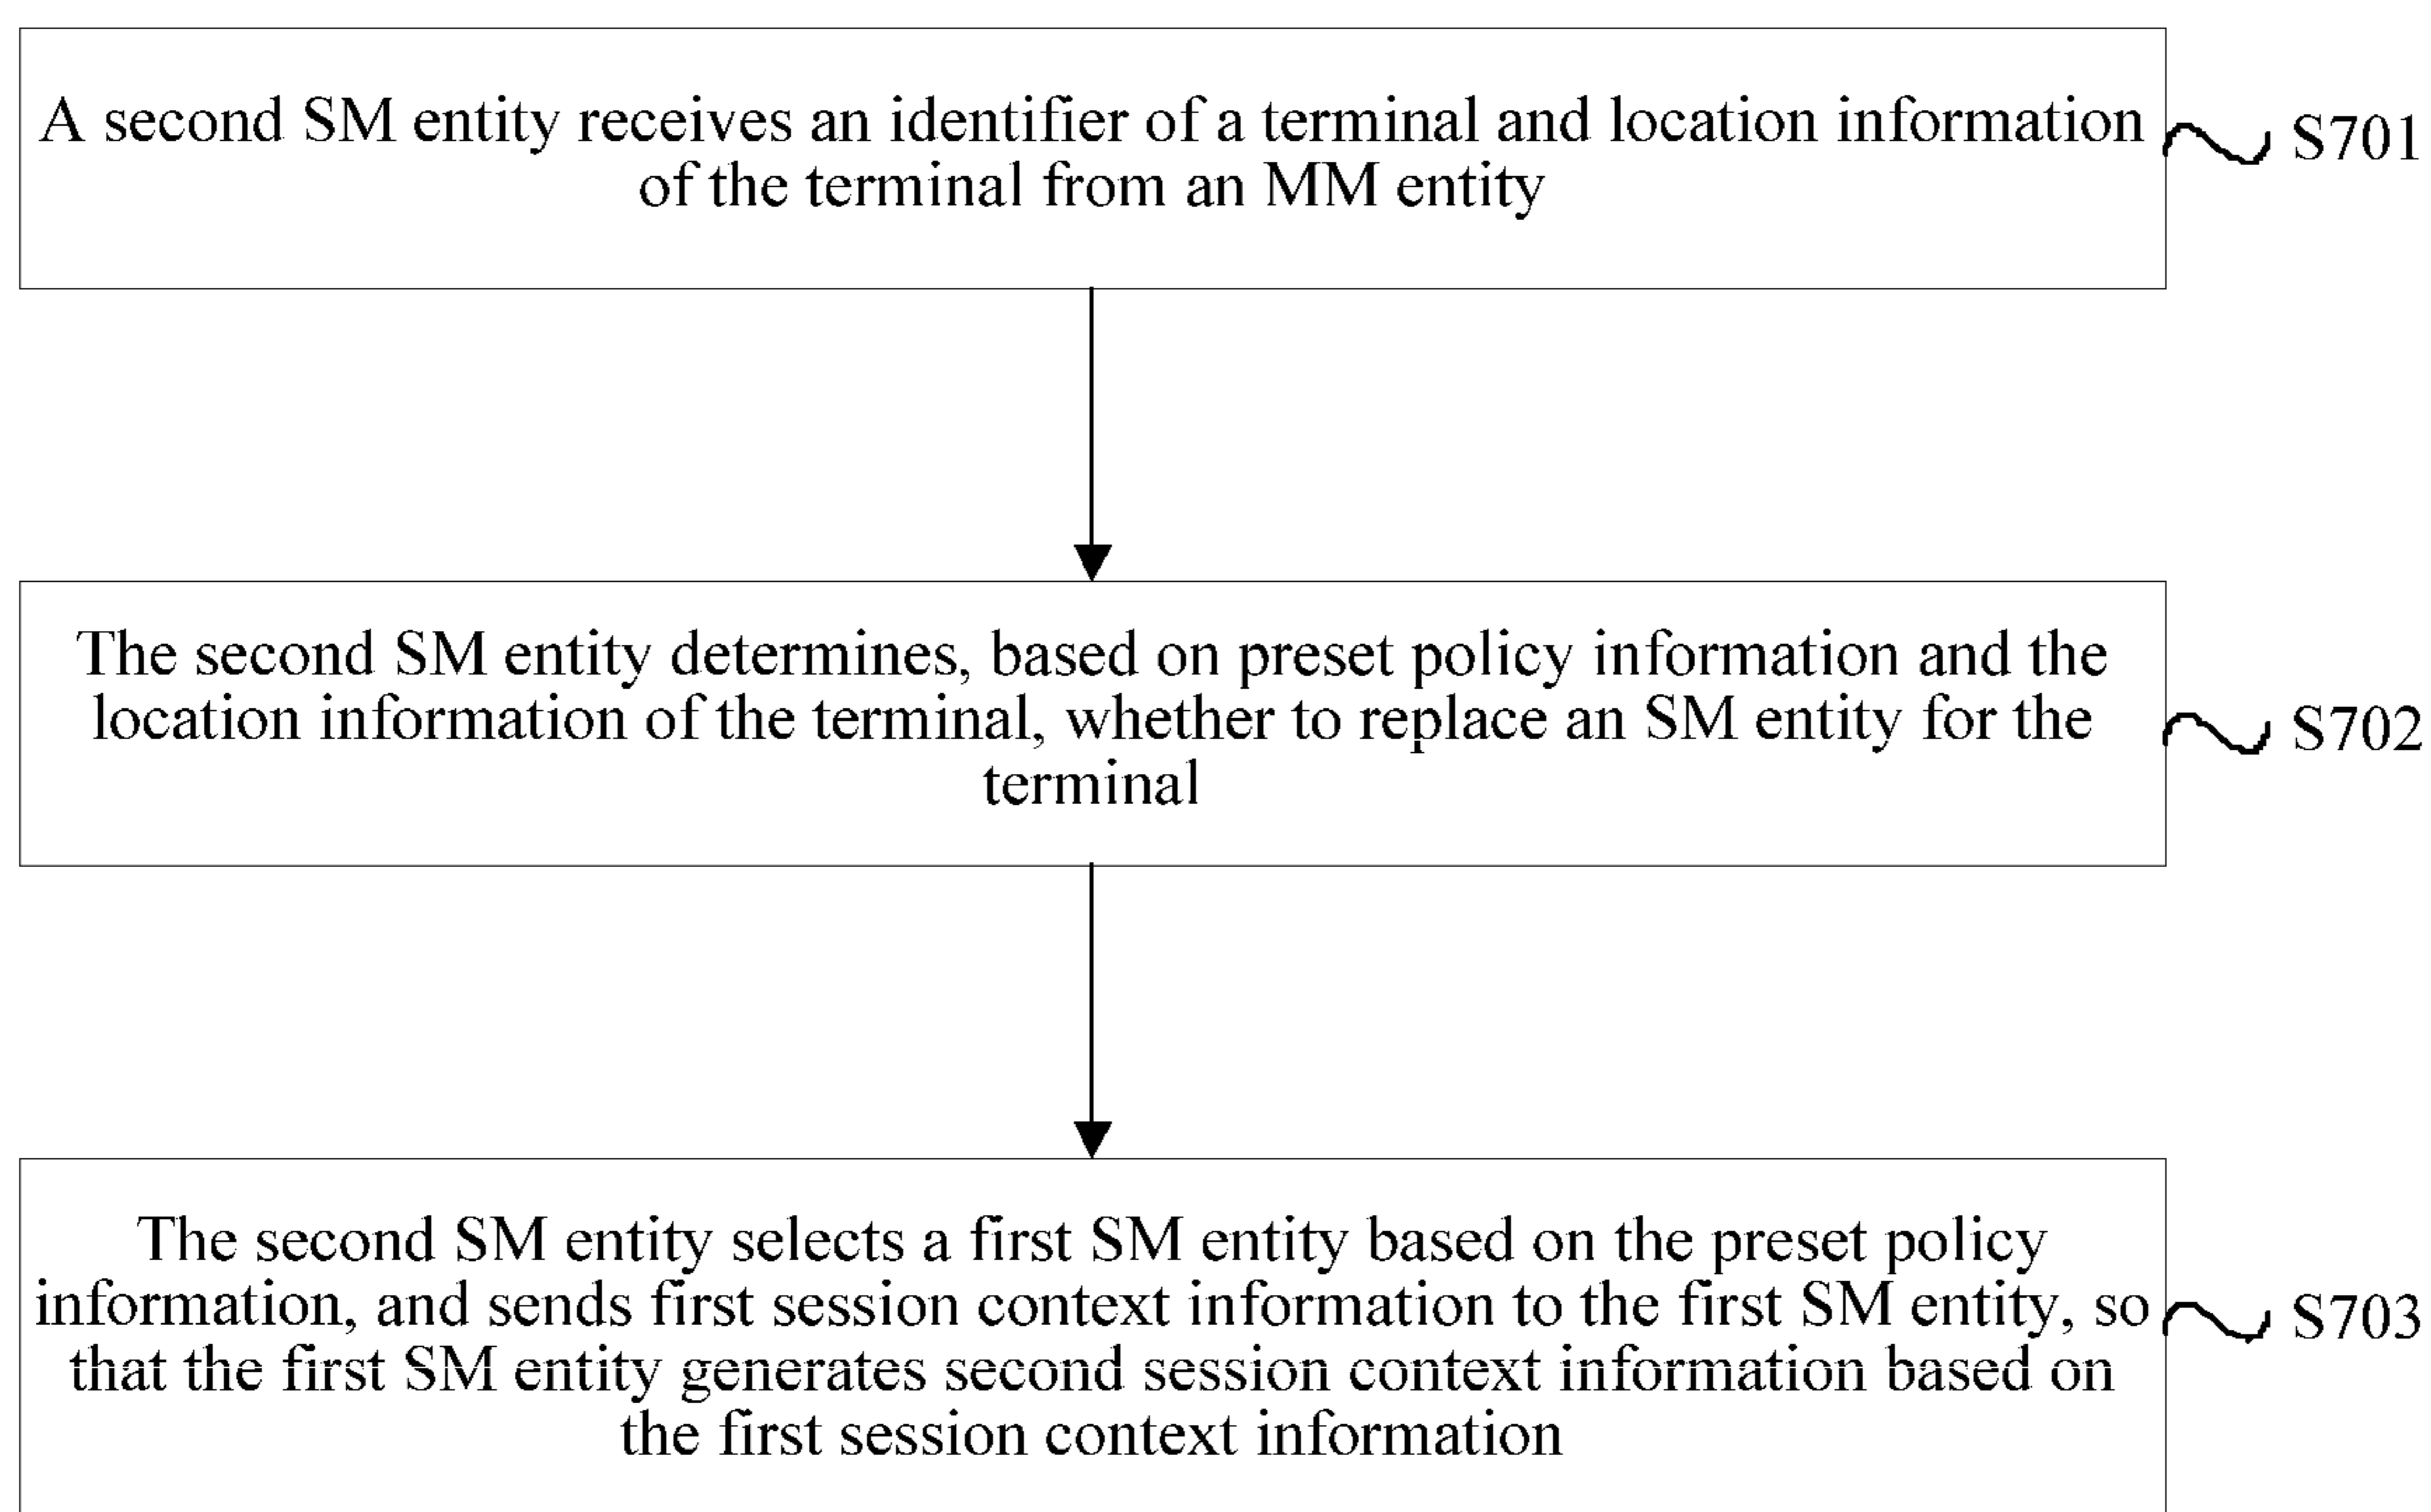 A second SM entity receives an identifier of a terminal and location information
of the terminal from an MM entity
S701
The second SM entity determines, based on preset policy information and the
location information of the terminal, whether to replace an SM entity for the
terminal
S702
The second SM entity selects a first SM entity based on the preset policy
information, and sends first session context information to the first SM entity, so
that the first SM entity generates second session context information based on
the first session context information
S703